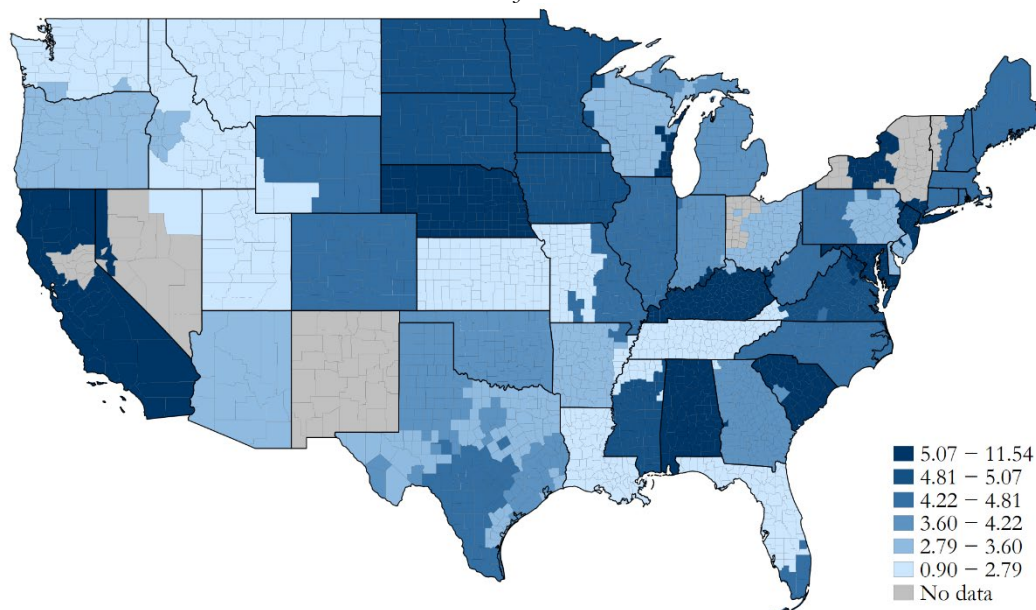 5.07 – 11.54
4.81 – 5.07
4.22 – 4.81
3.60 – 4.22
2.79 – 3.60
0.90 – 2.79
No data